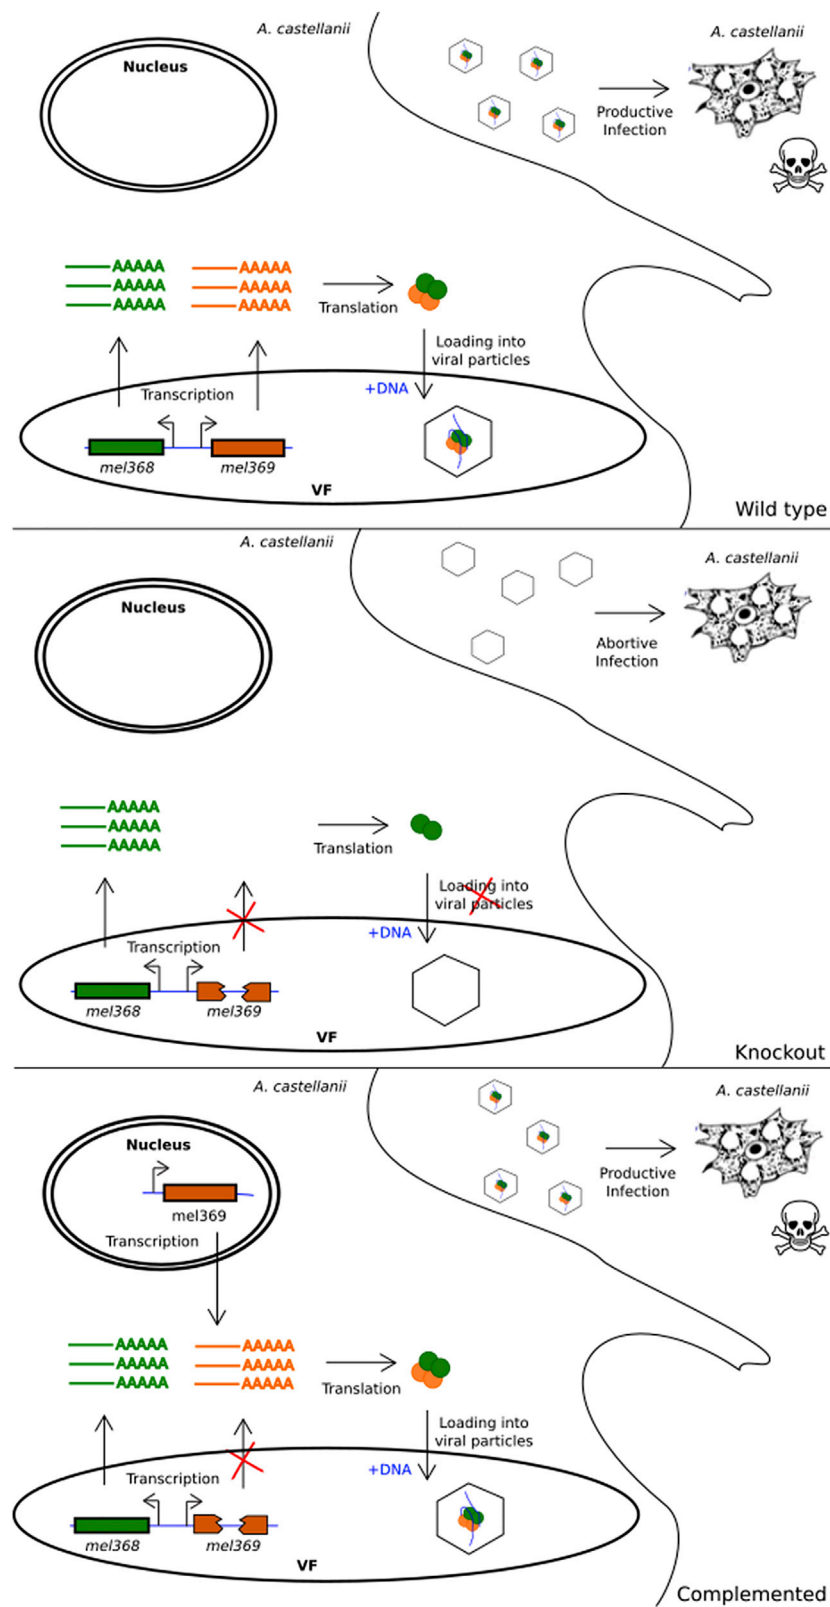 A. castellanii
Nucleus
A. castellanii
Productive
Infection
AAAAA AAAAA
AAAAA AAAAA
AAAAA AAAAA
Translation
Loading into
viral particles
+DNA
Transcription
mel368
mel369
VF
Wild type
A. castellanii
Nucleus
A. castellanii
Abortive
Infection
AAAAA
AAAAA
AAAAA
Translation
Loading into
viral particles
+DNA
Transcription
mel368
mel369
VF
Knockout
A. castellanii
Nucleus
mel369
Transcription
A. castellanii
Productive
Infection
AAAAA AAAAA
AAAAA AAAAA
AAAAA AAAAA
Translation
Loading into
viral particles
+DNA
Transcription
mel368
mel369
VF
Complemented